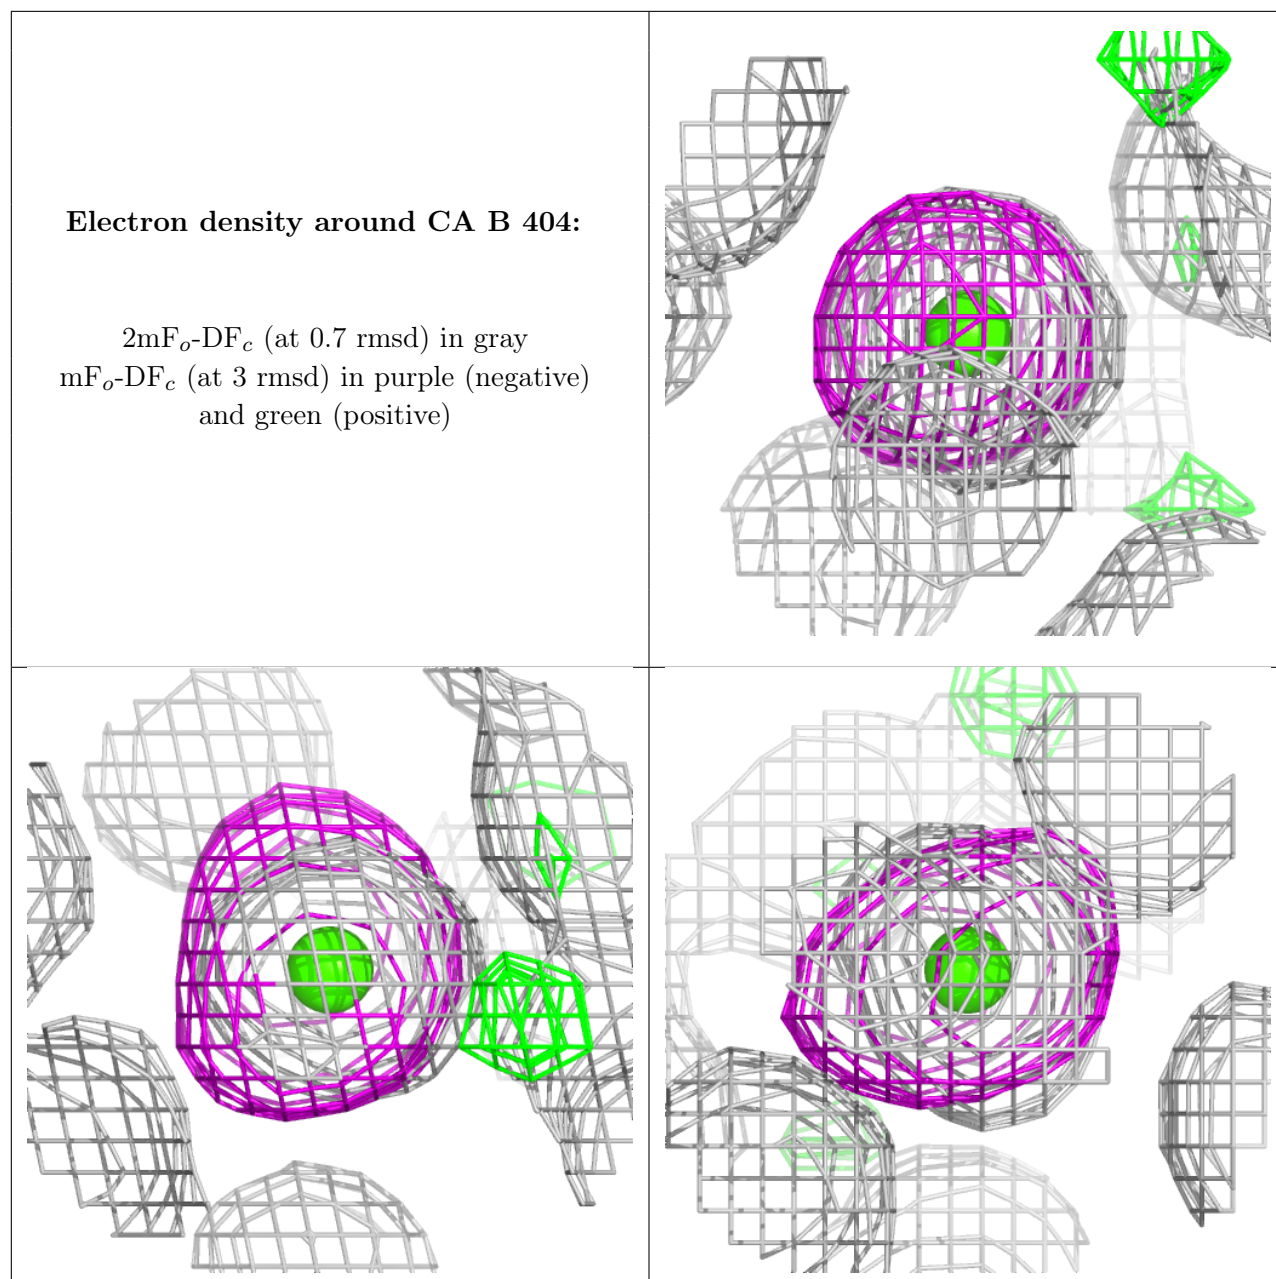 Electron density around CA B 404:
2mFo-DFc (at 0.7 rmsd) in gray
mFo-DFc (at 3 rmsd) in purple (negative)
and green (positive)